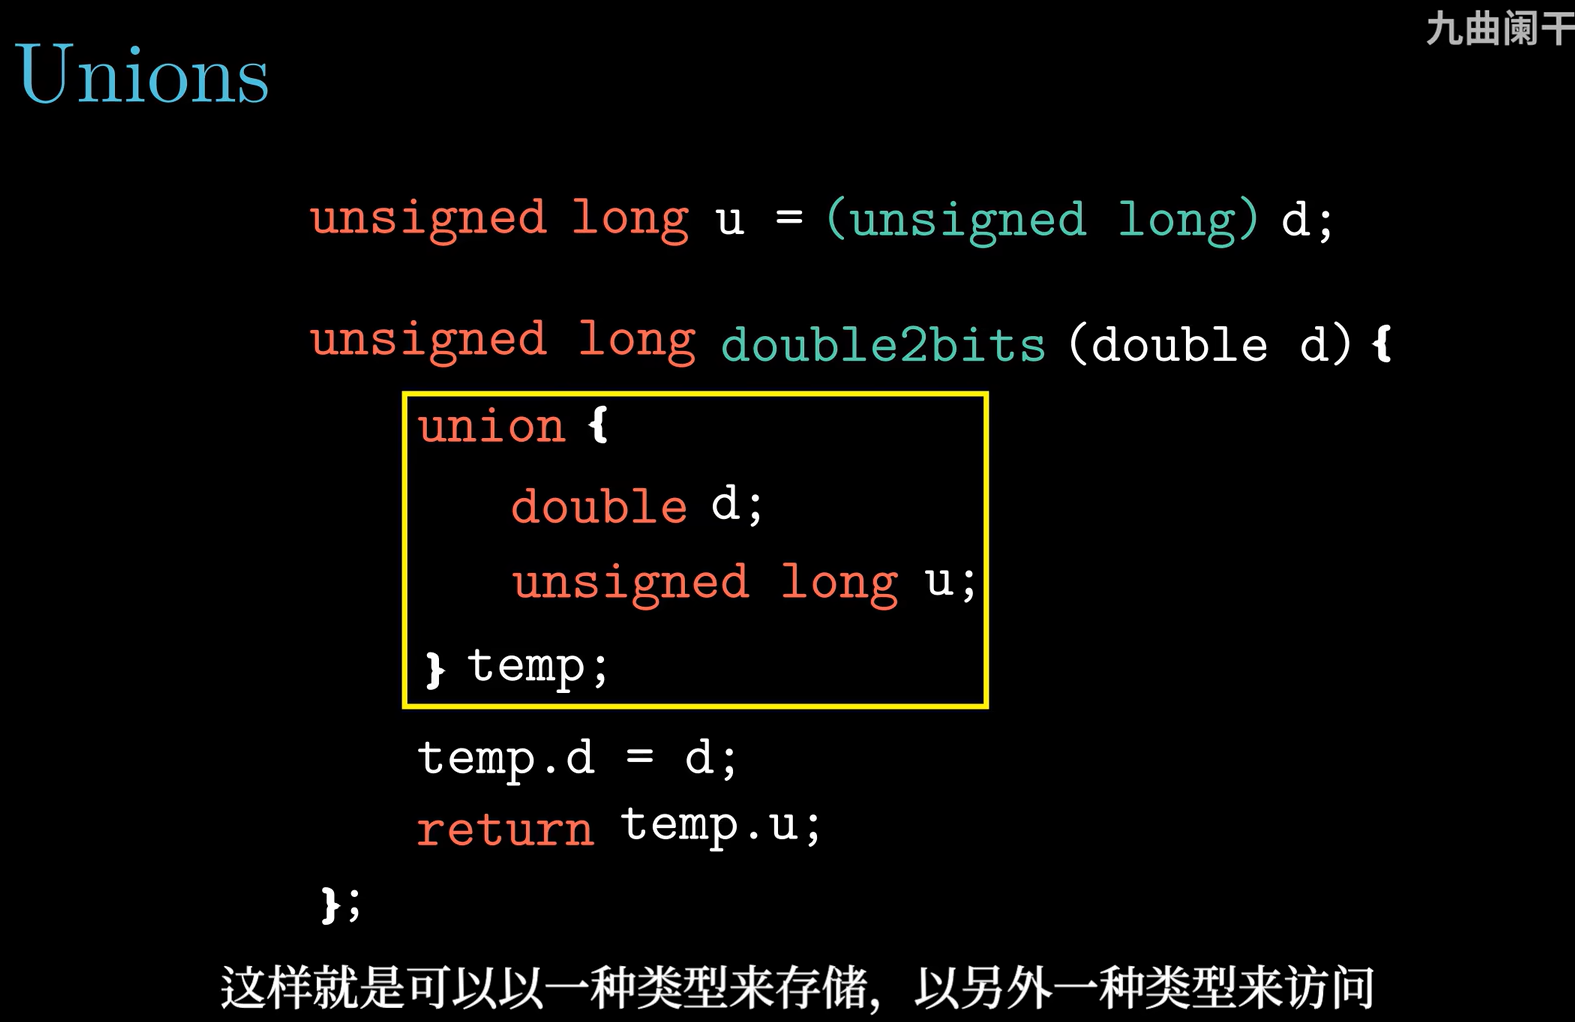 九曲阑干
Unions
unsigned long u = (unsigned long) d;
unsigned long double2bits (double d) {
union {
double d;
unsigned long u;
} temp;
temp.d = d;
return temp.u;
};
这样就是可以以一种类型来存储，以另外一种类型来访问